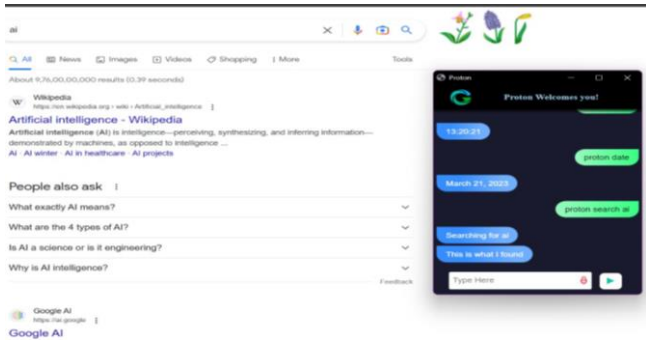 ai
All News Images Videos Shopping More Tools
About 9,76,00,00,000 results (0.39 seconds)
W Wikipedia
https://en.wikipedia.org › wiki › Artificial_intelligence
Artificial intelligence - Wikipedia
Artificial intelligence (AI) is intelligence—perceiving, synthesizing, and inferring information—
demonstrated by machines, as opposed to intelligence ...
AI · AI winter · AI in healthcare · AI projects
People also ask
What exactly AI means?
What are the 4 types of AI?
Is AI a science or is it engineering?
Why is AI intelligence?
Feedback
Google AI
https://ai.google
Google AI
Proton
G Proton Welcomes you!
13:20:21
proton date
March 21, 2023
proton search ai
Searching for ai
This is what I found
Type Here